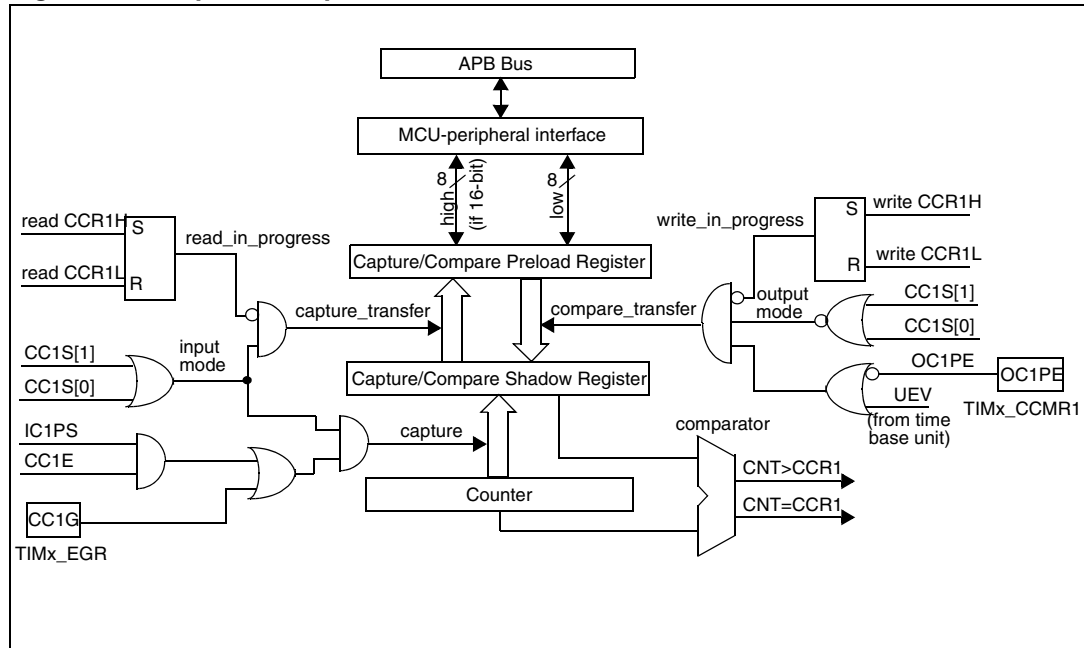 APB Bus
MCU-peripheral interface
8
high
(if 16-bit)
8
low
read CCR1H
S
read_in_progress
read CCR1L
R
write_in_progress
S
write CCR1H
R
write CCR1L
Capture/Compare Preload Register
capture_transfer
compare_transfer
output
mode
CC1S[1]
CC1S[0]
CC1S[1]
input
mode
CC1S[0]
Capture/Compare Shadow Register
OC1PE
OC1PE
UEV
(from time
base unit)
TIMx_CCMR1
IC1PS
CC1E
capture
comparator
Counter
CNT>CCR1
CNT=CCR1
CC1G
TIMx_EGR